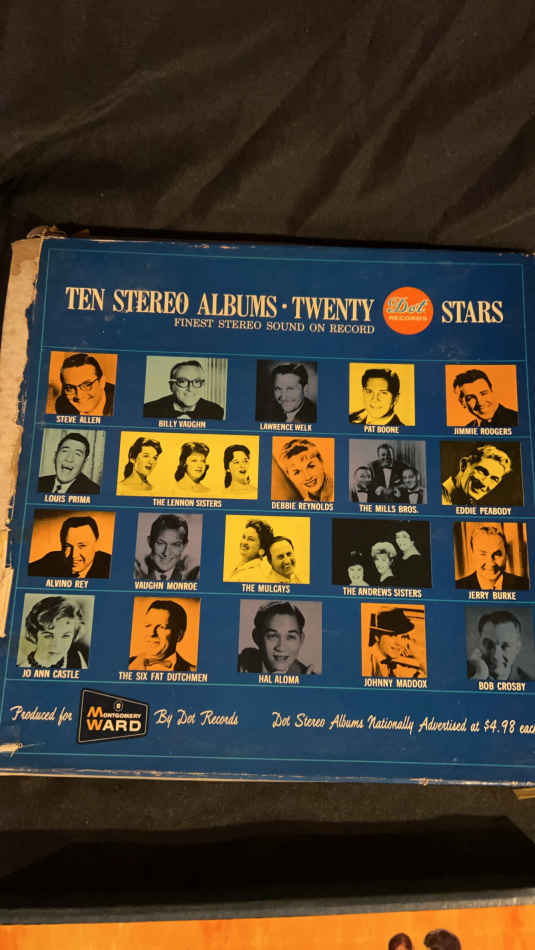 TEN STEREO ALBUMS · TWENTY Dot RECORDS STARS
FINEST STEREO SOUND ON RECORD
STEVE ALLEN
BILLY VAUGHN
LAWRENCE WELK
PAT BOONE
JIMMIE RODGERS
LOUIS PRIMA
THE LENNON SISTERS
DEBBIE REYNOLDS
THE MILLS BROS.
EDDIE PEABODY
ALVINO REY
VAUGHN MONROE
THE MULCAYS
THE ANDREWS SISTERS
JERRY BURKE
JO ANN CASTLE
THE SIX FAT DUTCHMEN
HAL ALOMA
JOHNNY MADDOX
BOB CROSBY
Produced for MONTGOMERY WARD By Dot Records
Dot Stereo Albums Nationally Advertised at $4.98 each